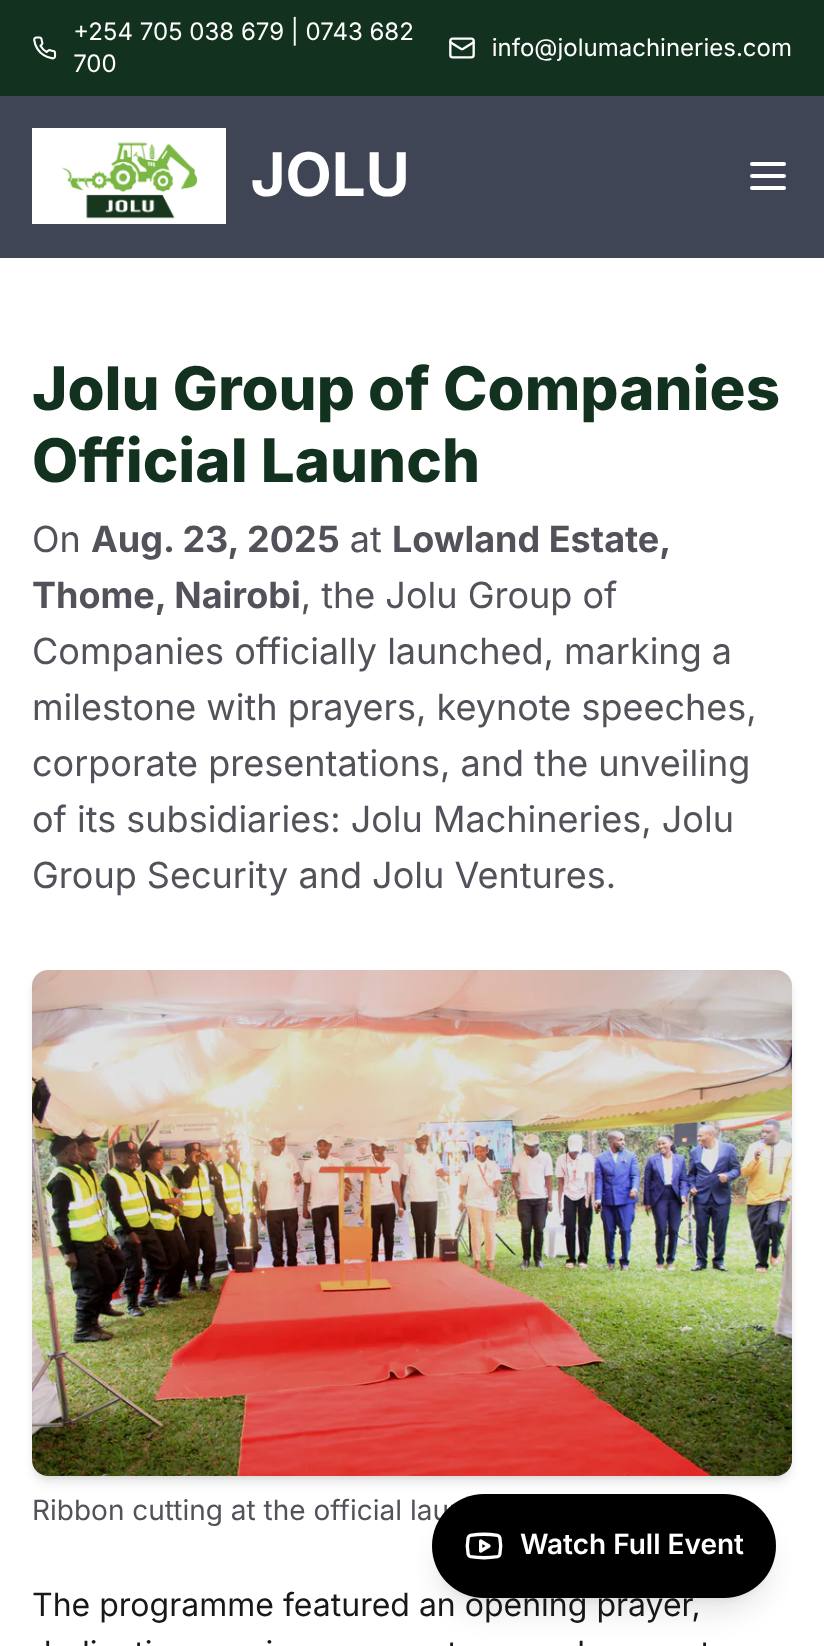 +254 705 038 679 | 0743 682
700
info@jolumachineries.com
JOLU
JOLU
Jolu Group of Companies
Official Launch
On Aug. 23, 2025 at Lowland Estate,
Thome, Nairobi, the Jolu Group of
Companies officially launched, marking a
milestone with prayers, keynote speeches,
corporate presentations, and the unveiling
of its subsidiaries: Jolu Machineries, Jolu
Group Security and Jolu Ventures.
Ribbon cutting at the official
Watch Full Event
The programme featured an opening prayer,